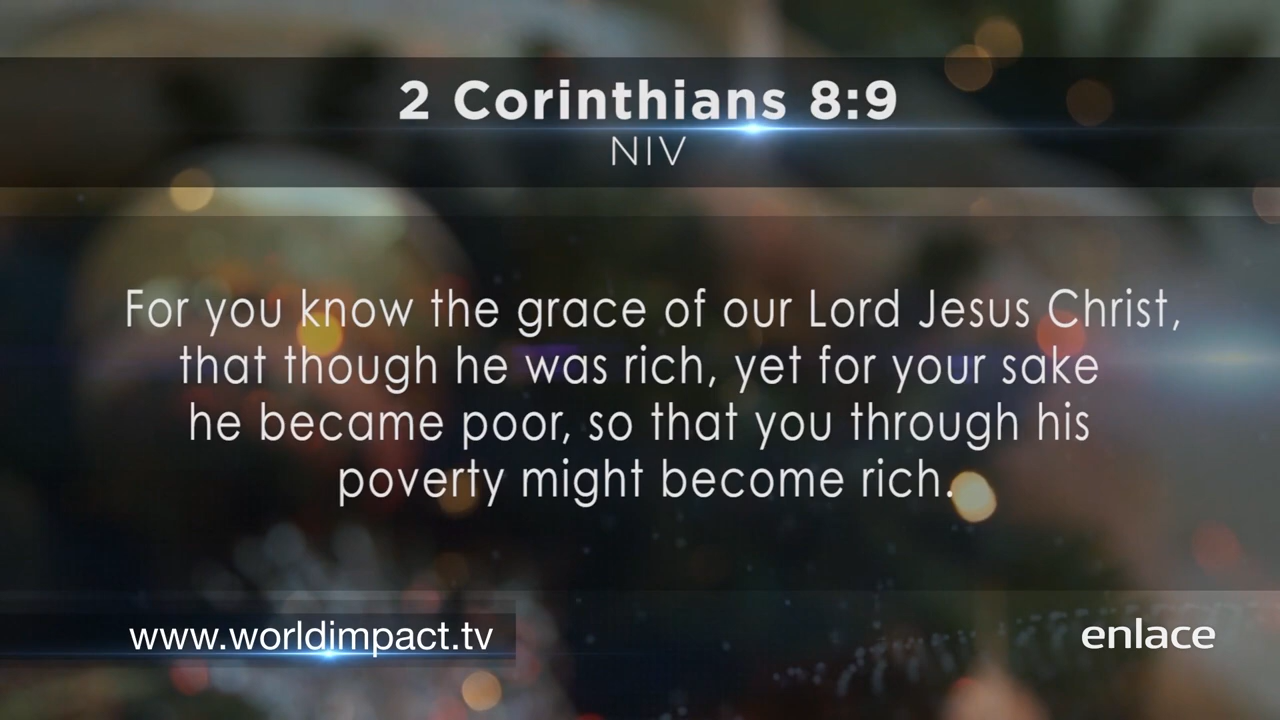 2 Corinthians 8:9
NIV
For you know the grace of our Lord Jesus Christ,
that though he was rich, yet for your sake
he became poor, so that you through his
poverty might become rich.
www.worldimpact.tv
enlace